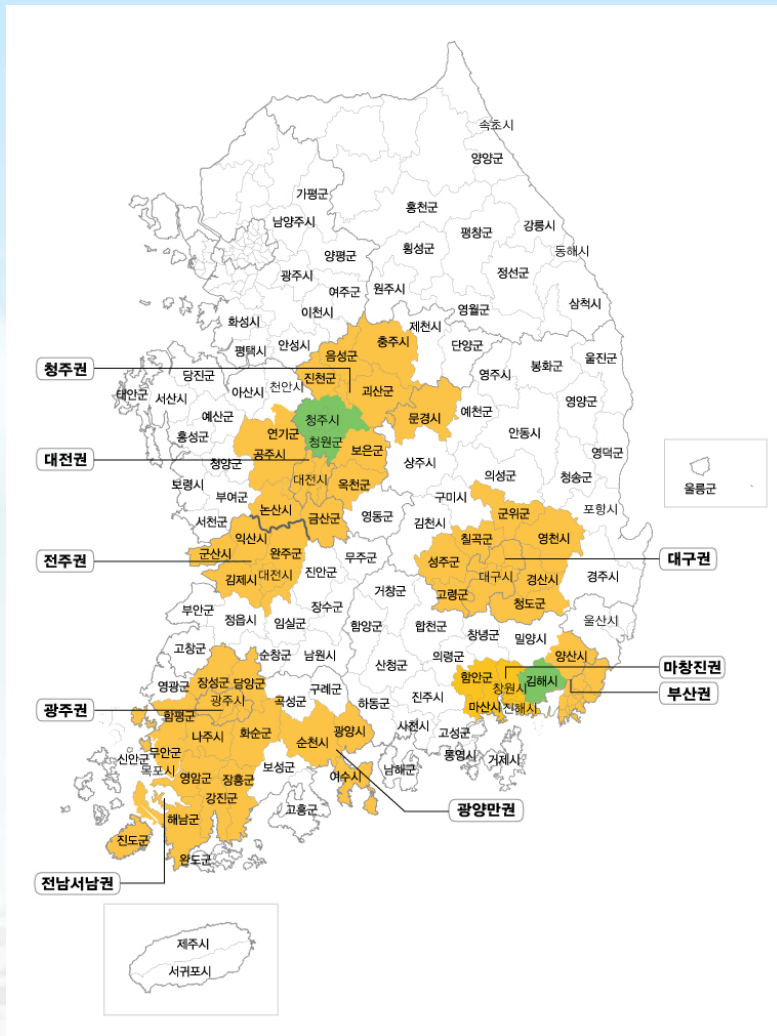 속초시
양양군
가평군
홍천군
남양주시
강릉시
평창군
횡성군
동해시
양평군
광주시
정선군
여주군
원주시
삼척시
이천시
영월군
화성시
제천시
충주시
안성시
단양군
평택시
음성군
울진군
청주권
봉화군
당진군
진천군
영주시
천안시
태안군
서산시
아산시
괴산군
영양군
예산군
문경시
예천군
청주시
연기군
안동시
홍성군
청원군
보은군
영덕군
대전권
공주시
청양군
상주시
의성군
청송군
대전시
보령시
옥천군
울릉군
부여군
구미시
논산시
군위군
포항시
서천군
금산군
영동군
김천시
익산시
칠곡군
영천시
군산시
완주군
전주권
무주군
성주군
대구권
김제시
대전시
진안군
대구시
경산시
경주시
거창군
고령군
청도군
부안군
장수군
정읍시
임실군
함양군
합천군
창녕군
밀양시
울산시
고창군
순창군
남원시
의령군
양산시
산청군
마창진권
장성군
담양군
구례군
함안군
김해시
영광군
창원시
광주시
곡성군
하동군
진주시
부산권
광주권
함평군
마산시
진해시
나주시
화순군
순천시
광양시
사천시
고성군
무안군
신안군
통영시
거제시
목포시
보성군
남해군
영암군
장흥군
여수시
강진군
고흥군
광양만권
해남군
진도군
완도군
전남서남권
제주시
서귀포시